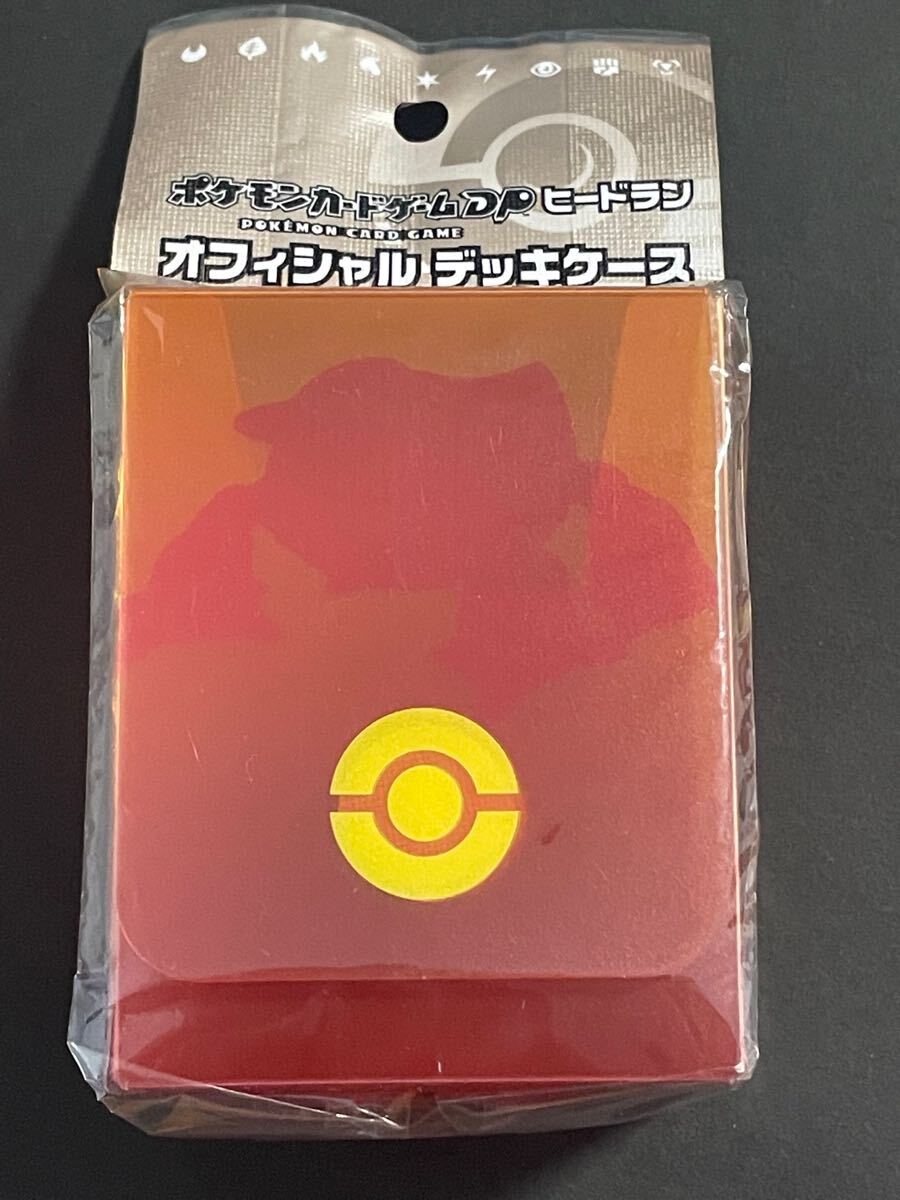 ポケモンカードゲームDP ヒードラン
POKÉMON CARD GAME
オフィシャル デッキケース